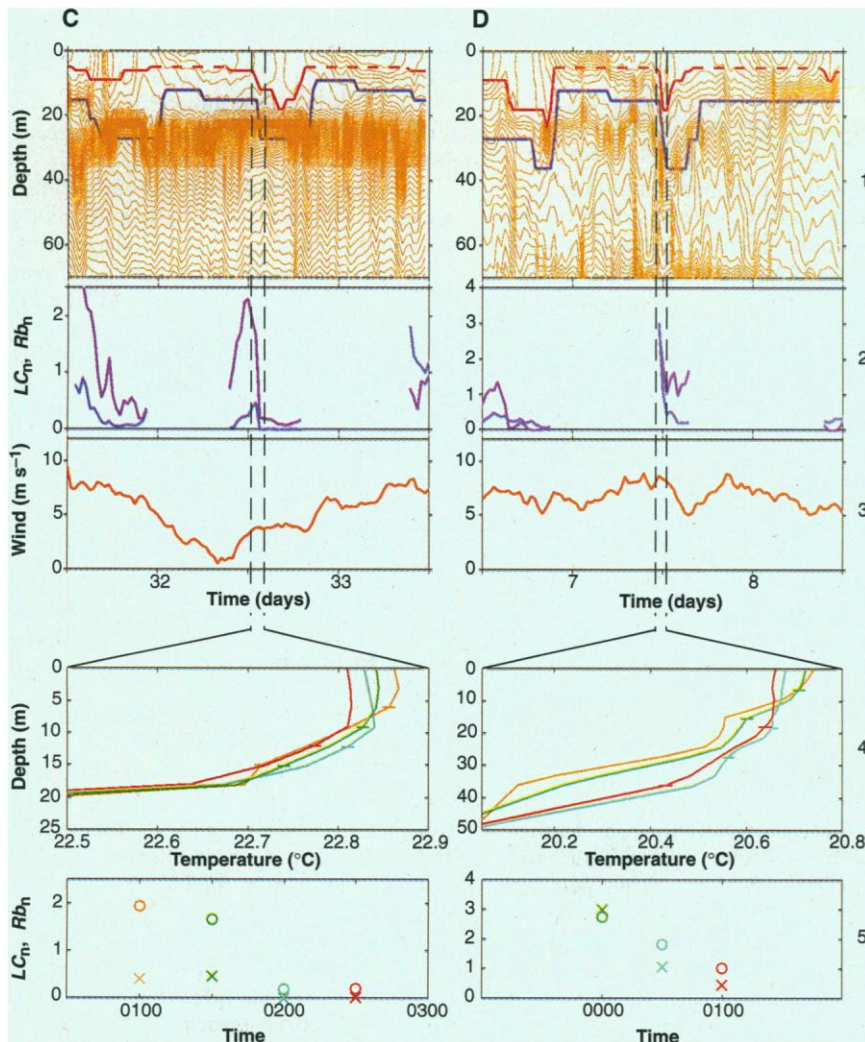 C D
0 0
20 20
40 40 1
60 60
Depth (m)
LCn, Rbn
2 4
3
1 2 2
1
0 0
Wind (m s−1)
10 10
5 5 3
0 0
32 33 7 8
Time (days) Time (days)
Depth (m)
0 0
5 10
10 20
15 30 4
20 40
25 50
22.5 22.6 22.7 22.8 22.9 20.2 20.4 20.6 20.8
Temperature (°C) Temperature (°C)
LCn, Rbn
2 4
3
1 2 5
1
0 0
0100 0200 0300 0000 0100
Time Time